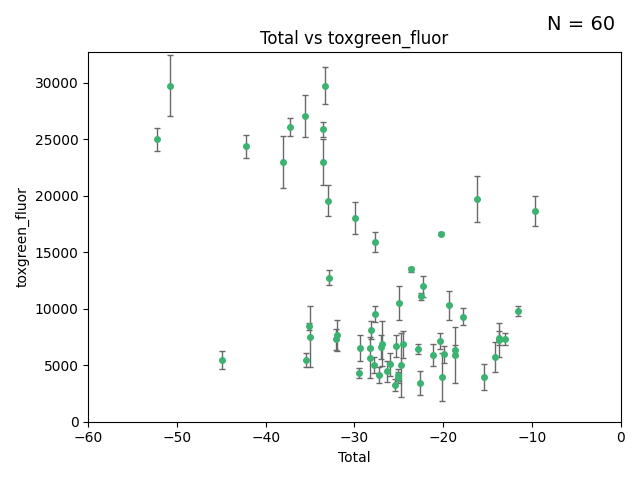 N = 60
Total vs toxgreen_fluor
30000
25000
20000
15000
10000
5000
0
toxgreen_fluor
−60 −50 −40 −30 −20 −10 0
Total